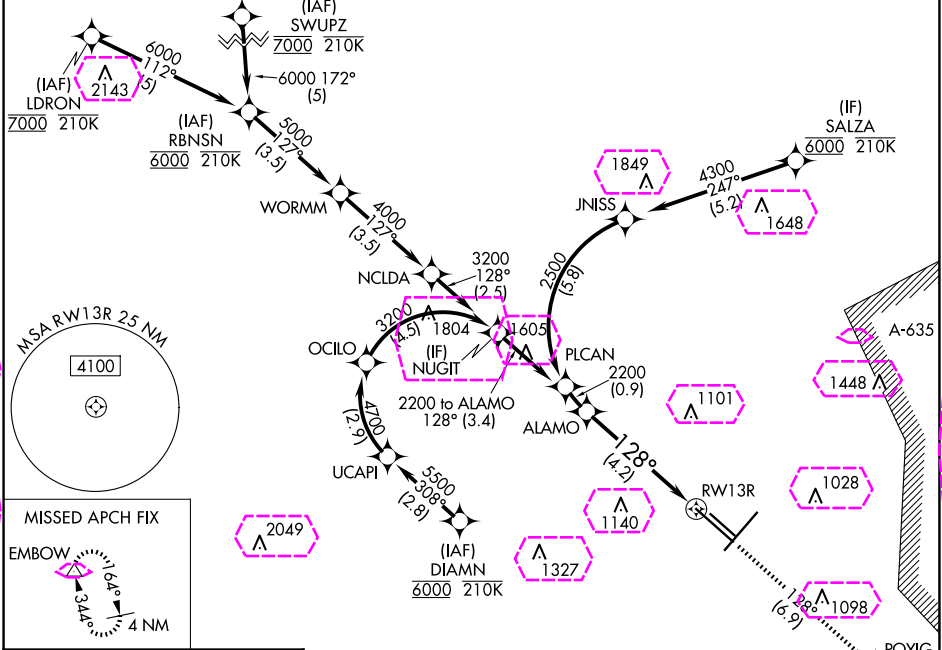 (IAF)
SWUPZ
7000 210K
6000
112°
(5)
(IAF)
LDRON
7000 210K
2143
6000 172°
(5)
(IAF)
RBNSN
6000 210K
5000
127°
(3.5)
(IF)
SALZA
6000 210K
1849
4300
247°
(5.2)
1648
JNISS
WORMM
4000
127°
(3.5)
2500
(5.8)
NCLDA
3200
128°
(2.5)
MSA RW13R 25 NM
4100
3200
(4.5)
1804
1605
A-635
OCILO
(IF)
NUGIT
PLCAN
2200
(0.9)
1448
2200 to ALAMO
128° (3.4)
ALAMO
1101
4700
(2.9)
128°
(4.2)
UCAPI
5500
308°
(2.8)
RW13R
1028
1140
MISSED APCH FIX
EMBOW
164°
344°
4 NM
2049
(IAF)
DIAMN
6000 210K
1327
128°
(6.9)
1098